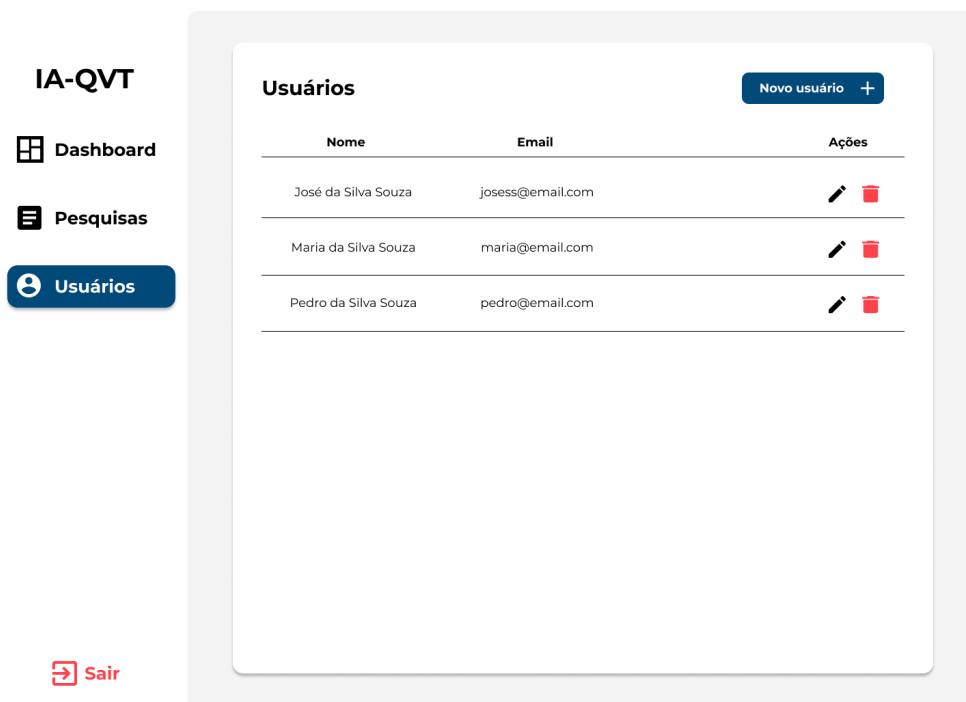 IA-QVT
Dashboard
Pesquisas
Usuários
Sair
Usuários
Novo usuário
Nome Email Ações
José da Silva Souza josess@email.com
Maria da Silva Souza maria@email.com
Pedro da Silva Souza pedro@email.com